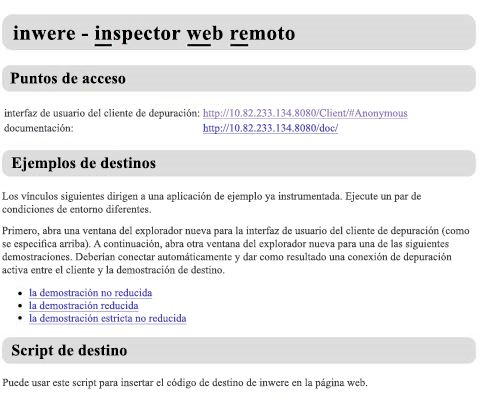 inwere - inspector web remoto
Puntos de acceso
interfaz de usuario del cliente de depuración: http://10.82.233.134.8080/Client/#Anonymous
documentación: http://10.82.233.134.8080/doc/
Ejemplos de destinos
Los vínculos siguientes dirigen a una aplicación de ejemplo ya instrumentada. Ejecute un par de
condiciones de entorno diferentes.
Primero, abra una ventana del explorador nueva para la interfaz de usuario del cliente de depuración (como
se especifica arriba). A continuación, abra otra ventana del explorador nueva para una de las siguientes
demostraciones. Deberían conectar automáticamente y dar como resultado una conexión de depuración
activa entre el cliente y la demostración de destino.
la demostración no reducida
la demostración reducida
la demostración estricta no reducida
Script de destino
Puede usar este script para insertar el código de destino de inwere en la página web.